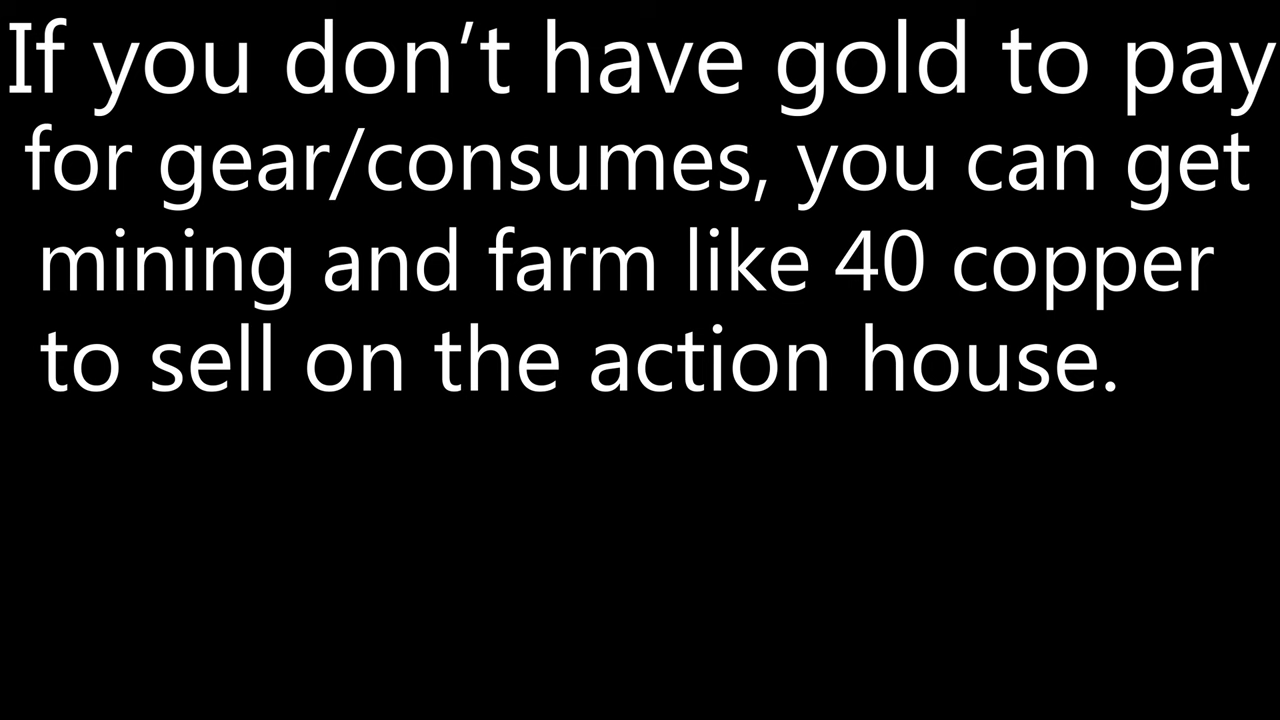 If you don’t have gold to pay
for gear/consumes, you can get
mining and farm like 40 copper
to sell on the action house.